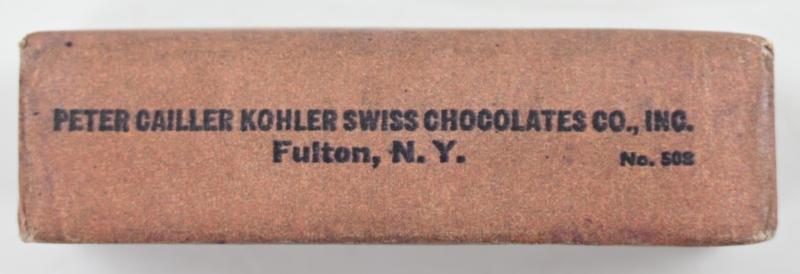 PETER CAILLER KOHLER SWISS CHOCOLATES CO., INC.
Fulton, N. Y.
No. 508